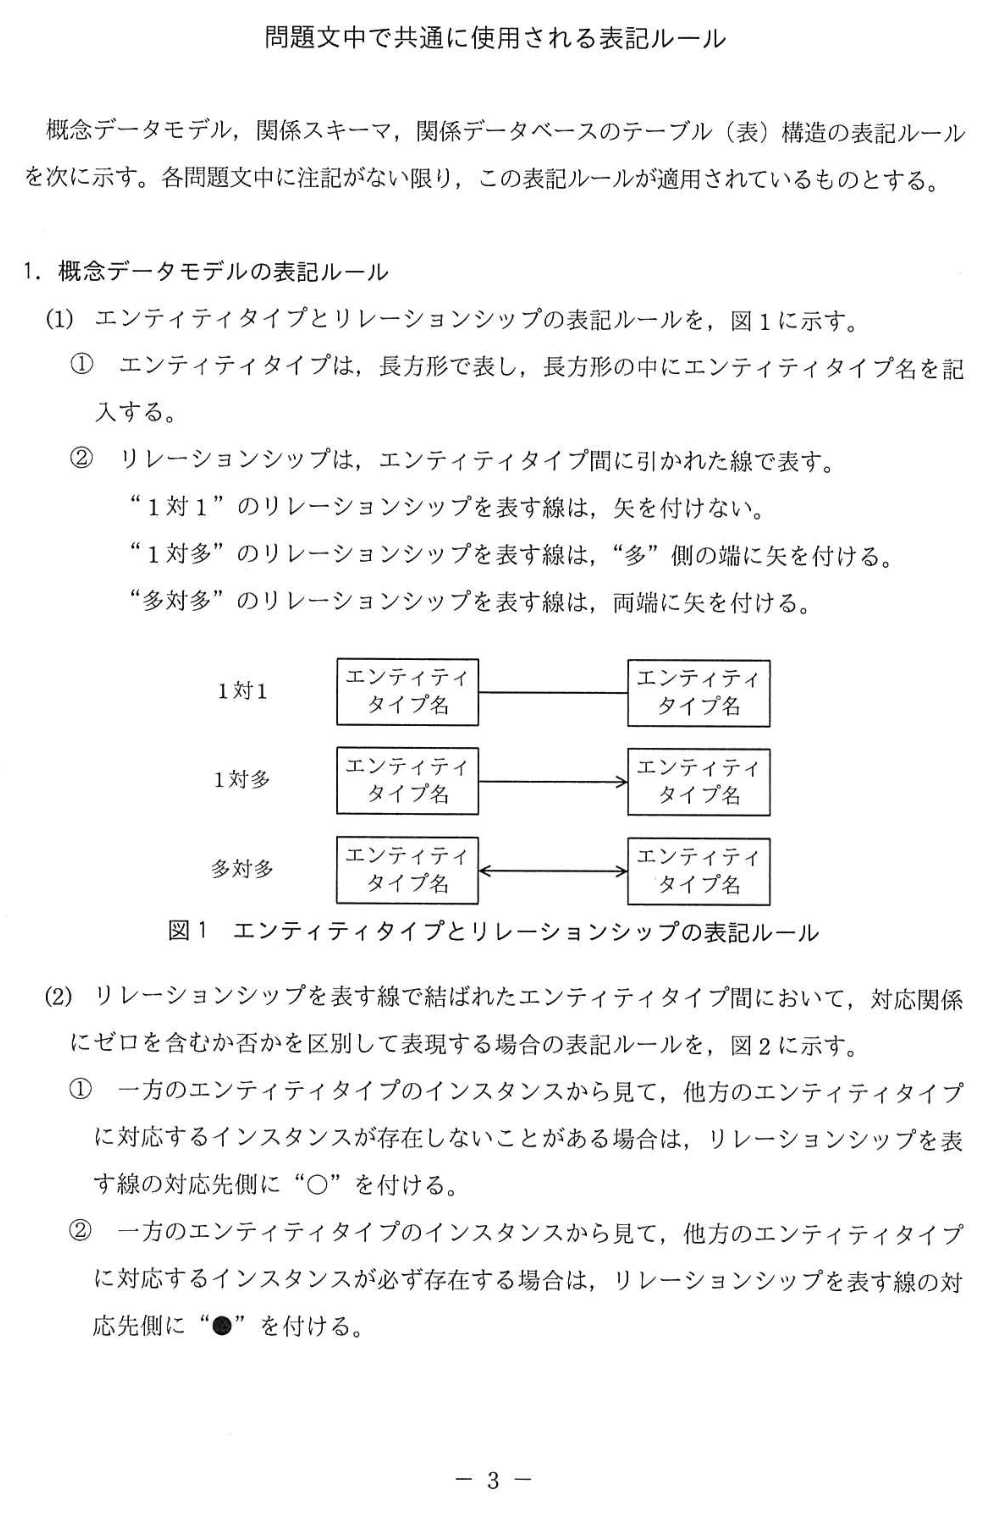 問題文中で共通に使用される表記ルール
概念データモデル，関係スキーマ，関係データベースのテーブル（表）構造の表記ルール
を次に示す。各問題文中に注記がない限り，この表記ルールが適用されているものとする。
1．概念データモデルの表記ルール
(1) エンティティタイプとリレーションシップの表記ルールを，図1に示す。
① エンティティタイプは，長方形で表し，長方形の中にエンティティタイプ名を記
入する。
② リレーションシップは，エンティティタイプ間に引かれた線で表す。
“1対1”のリレーションシップを表す線は，矢を付けない。
“1対多”のリレーションシップを表す線は，“多”側の端に矢を付ける。
“多対多”のリレーションシップを表す線は，両端に矢を付ける。
1対1
エンティティ
タイプ名
エンティティ
タイプ名
1対多
エンティティ
タイプ名
エンティティ
タイプ名
多対多
エンティティ
タイプ名
エンティティ
タイプ名
図1 エンティティタイプとリレーションシップの表記ルール
(2) リレーションシップを表す線で結ばれたエンティティタイプ間において，対応関係
にゼロを含むか否かを区別して表現する場合の表記ルールを，図2に示す。
① 一方のエンティティタイプのインスタンスから見て，他方のエンティティタイプ
に対応するインスタンスが存在しないことがある場合は，リレーションシップを表
す線の対応先側に“○”を付ける。
② 一方のエンティティタイプのインスタンスから見て，他方のエンティティタイプ
に対応するインスタンスが必ず存在する場合は，リレーションシップを表す線の対
応先側に“●”を付ける。
－ 3 －